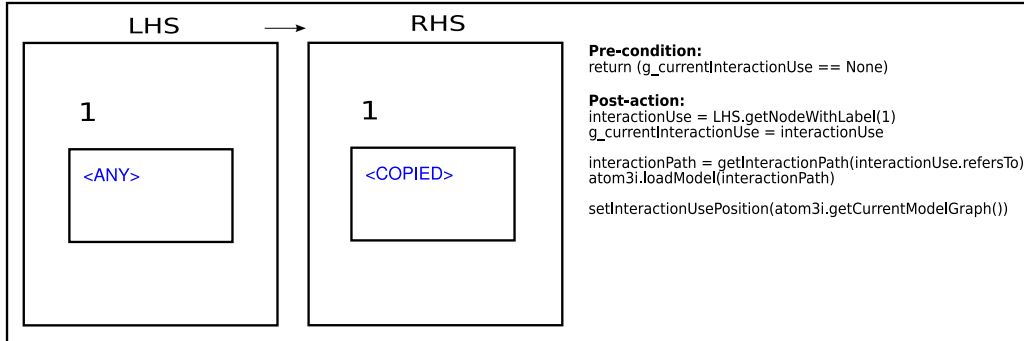 LHS
RHS
1
<ANY>
1
<COPIED>
Pre-condition:
return (g_currentInteractionUse == None)
Post-action:
interactionUse = LHS.getNodeWithLabel(1)
g_currentInteractionUse = interactionUse
interactionPath = getInteractionPath(interactionUse.refersTo)
atom3i.loadModel(interactionPath)
setInteractionUsePosition(atom3i.getCurrentModelGraph())